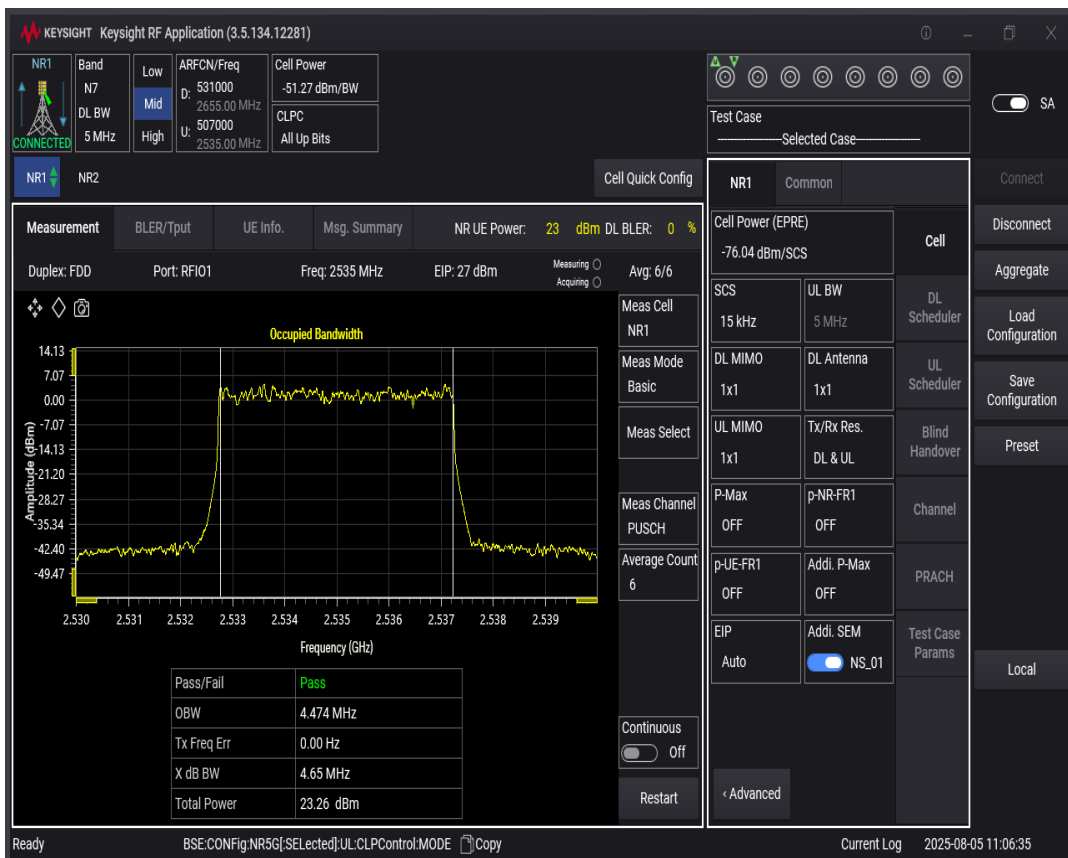 KEYSIGHT Keysight RF Application (3.5.134.12281)
NR1
CONNECTED
Band
N7
DL BW
5 MHz
Low
Mid
High
ARFCN/Freq
D: 531000
2655.00 MHz
U: 507000
2535.00 MHz
Cell Power
-51.27 dBm/BW
CLPC
All Up Bits
Test Case
---------------Selected Case---------------
SA
NR1
NR2
Cell Quick Config
NR1
Common
Connect
Disconnect
Aggregate
Load
Configuration
Save
Configuration
Preset
Local
Measurement
BLER/Tput
UE Info.
Msg. Summary
NR UE Power: 23 dBm DL BLER: 0 %
Duplex: FDD
Port: RFIO1
Freq: 2535 MHz
EIP: 27 dBm
Measuring
Acquiring
Avg: 6/6
Occupied Bandwidth
Amplitude (dBm)
14.13
7.07
0.00
-7.07
-14.13
-21.20
-28.27
-35.34
-42.40
-49.47
2.530 2.531 2.532 2.533 2.534 2.535 2.536 2.537 2.538 2.539
Frequency (GHz)
Pass/Fail Pass
OBW 4.474 MHz
Tx Freq Err 0.00 Hz
X dB BW 4.65 MHz
Total Power 23.26 dBm
Meas Cell
NR1
Meas Mode
Basic
Meas Select
Meas Channel
PUSCH
Average Count
6
Continuous
Off
Restart
Cell Power (EPRE)
-76.04 dBm/SCS
SCS
15 kHz
UL BW
5 MHz
DL MIMO
1x1
DL Antenna
1x1
UL MIMO
1x1
Tx/Rx Res.
DL & UL
P-Max
OFF
p-NR-FR1
OFF
p-UE-FR1
OFF
Addi. P-Max
OFF
EIP
Auto
Addi. SEM
NS_01
‹ Advanced
Cell
DL
Scheduler
UL
Scheduler
Blind
Handover
Channel
PRACH
Test Case
Params
Ready
BSE:CONFig:NR5G[:SELected]:UL:CLPControl:MODE Copy
Current Log
2025-08-05 11:06:35